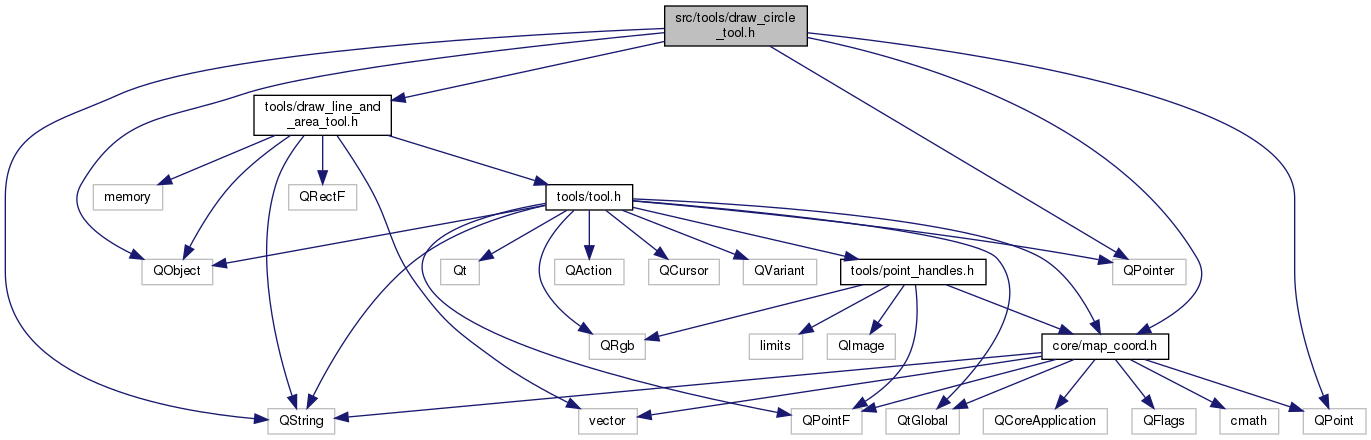 src/tools/draw_circle
_tool.h
tools/draw_line_and
_area_tool.h
memory
QRectF
tools/tool.h
QObject
Qt
QAction
QCursor
QVariant
tools/point_handles.h
QPointer
QRgb
limits
QImage
core/map_coord.h
QString
vector
QPointF
QtGlobal
QCoreApplication
QFlags
cmath
QPoint